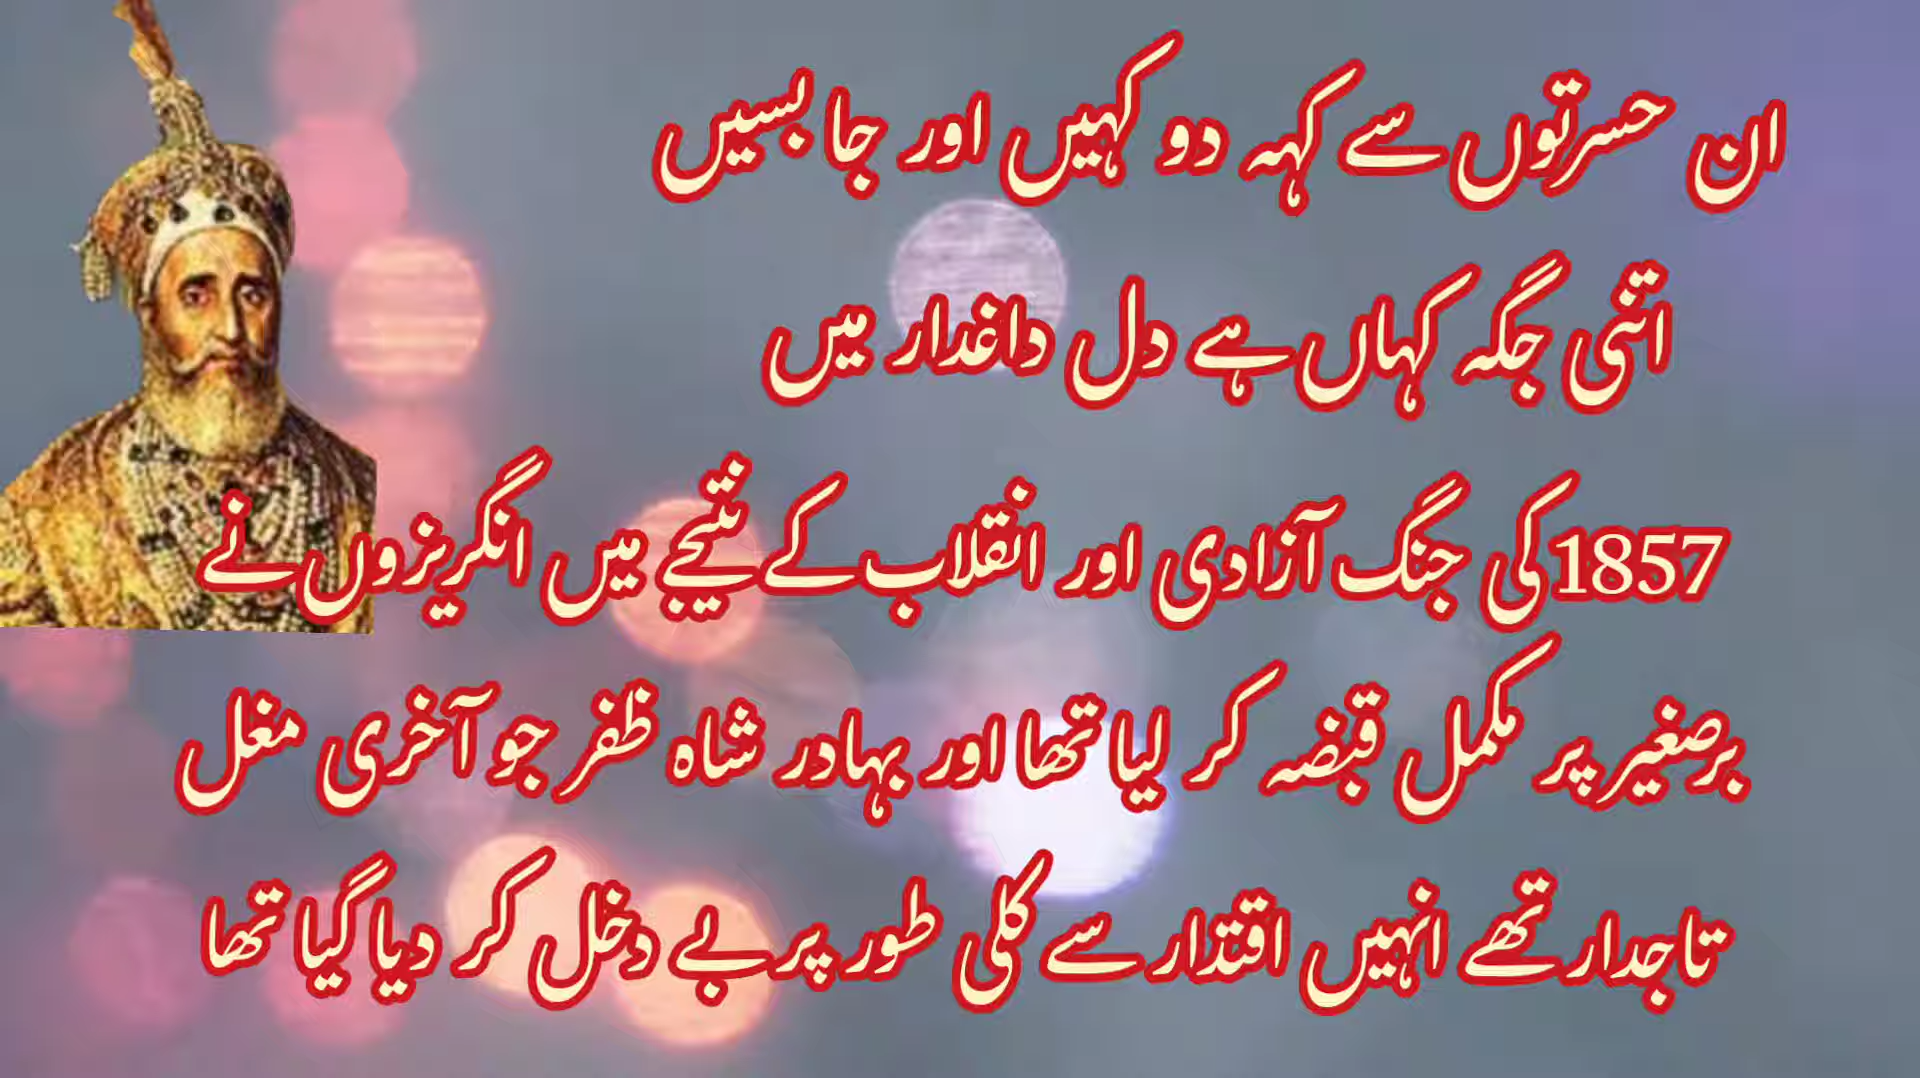 ان حسرتوں سے کہہ دو کہیں اور جا بسیں
اتنی جگہ کہاں ہے دل داغدار میں
1857 کی جنگ آزادی اور انقلاب کے نتیجے میں انگریزوں نے
برصغیر پر مکمل قبضہ کر لیا تھا اور بہادر شاہ ظفر جو آخری مغل
تاجدار تھے انہیں اقتدار سے کلی طور پر بے دخل کر دیا گیا تھا